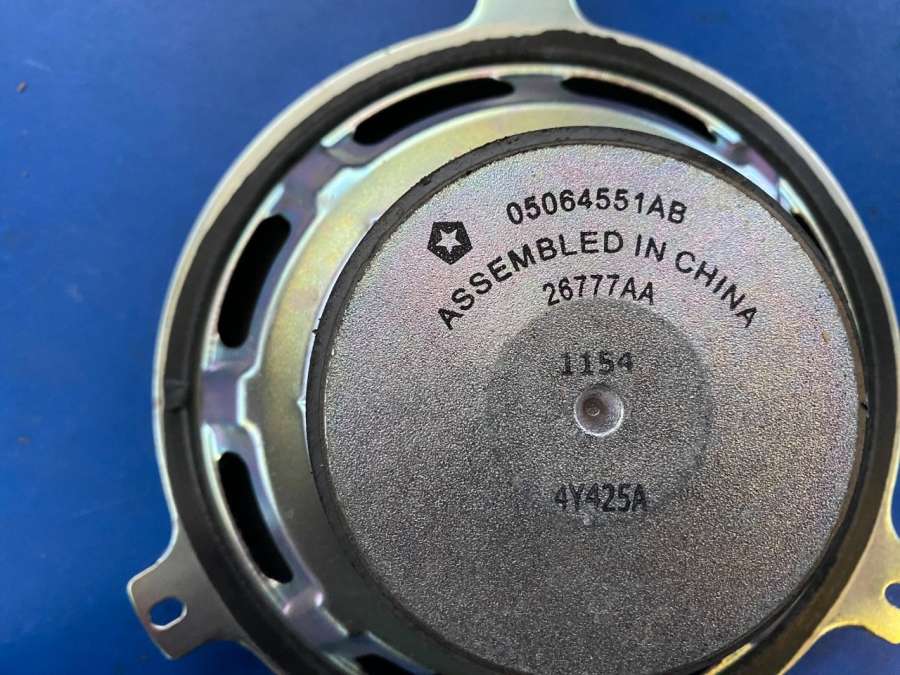 05064551AB
ASSEMBLED IN CHINA
26777AA
1154
4Y425A